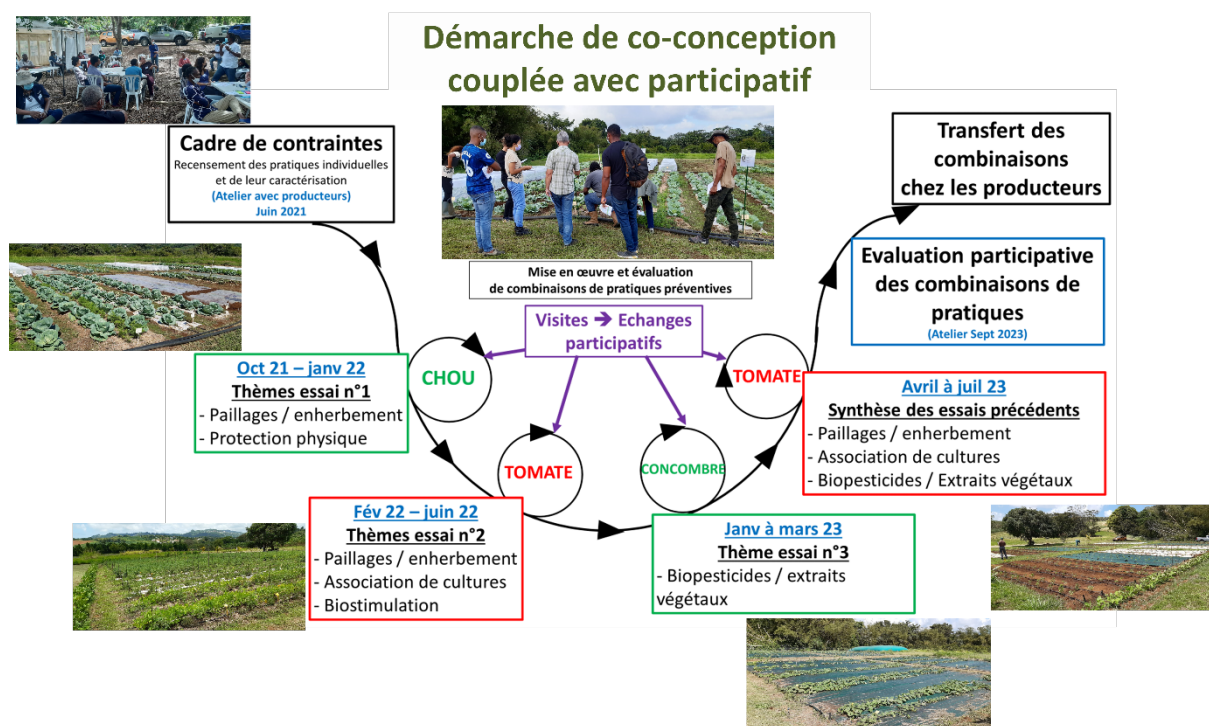 Démarche de co-conception
couplée avec participatif
Cadre de contraintes
Recensement des pratiques individuelles
et de leur caractérisation
(Atelier avec producteurs)
Juin 2021
Transfert des
combinaisons
chez les producteurs
Mise en œuvre et évaluation
de combinaisons de pratiques préventives
Evaluation participative
des combinaisons de
pratiques
(Atelier Sept 2023)
Visites ➔ Echanges
participatifs
CHOU
TOMATE
CONCOMBRE
TOMATE
Oct 21 – janv 22
Thèmes essai n°1
- Paillages / enherbement
- Protection physique
Fév 22 – juin 22
Thèmes essai n°2
- Paillages / enherbement
- Association de cultures
- Biostimulation
Janv à mars 23
Thème essai n°3
- Biopesticides / extraits
végétaux
Avril à juil 23
Synthèse des essais précédents
- Paillages / enherbement
- Association de cultures
- Biopesticides / Extraits végétaux